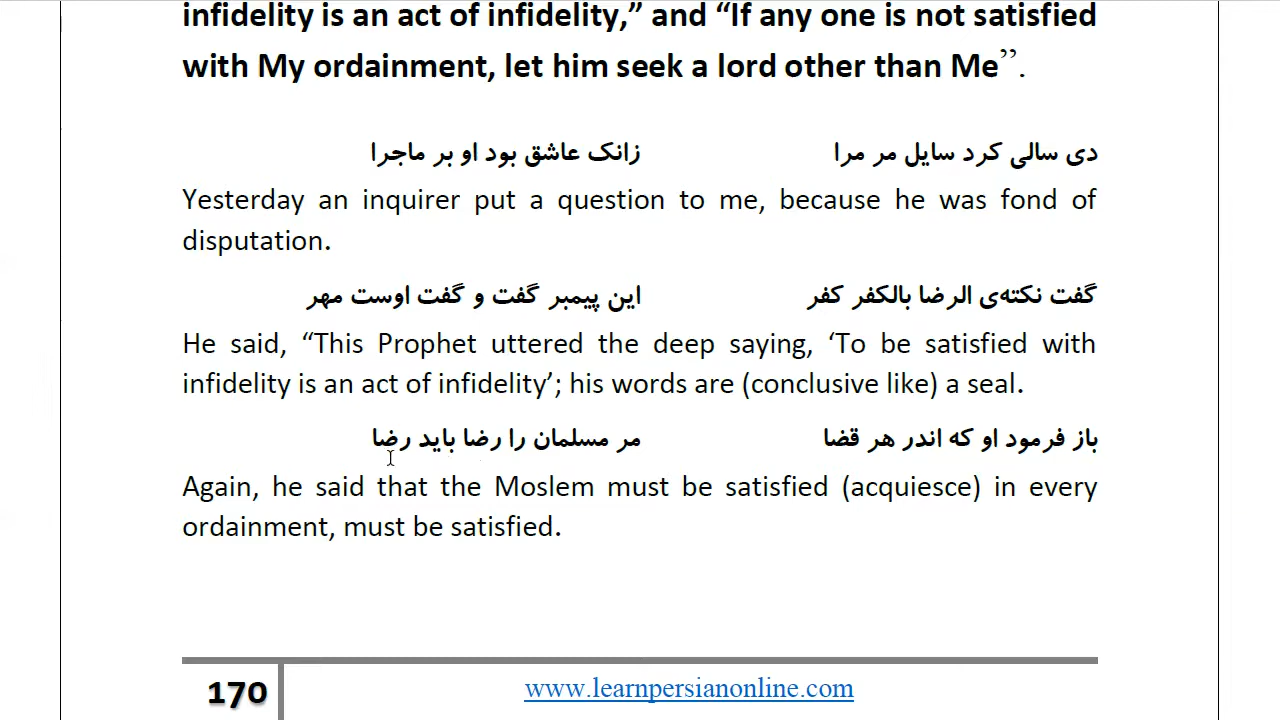 infidelity is an act of infidelity,” and “If any one is not satisfied
with My ordainment, let him seek a lord other than Me”.
دی سالی کرد سایل مر مرا زانک عاشق بود او بر ماجرا
Yesterday an inquirer put a question to me, because he was fond of
disputation.
گفت نکته‌ی الرضا بالکفر کفر این پیمبر گفت و گفت اوست مهر
He said, “This Prophet uttered the deep saying, ‘To be satisfied with
infidelity is an act of infidelity’; his words are (conclusive like) a seal.
باز فرمود او که اندر هر قضا مر مسلمان را رضا باید رضا
Again, he said that the Moslem must be satisfied (acquiesce) in every
ordainment, must be satisfied.
170 www.learnpersianonline.com